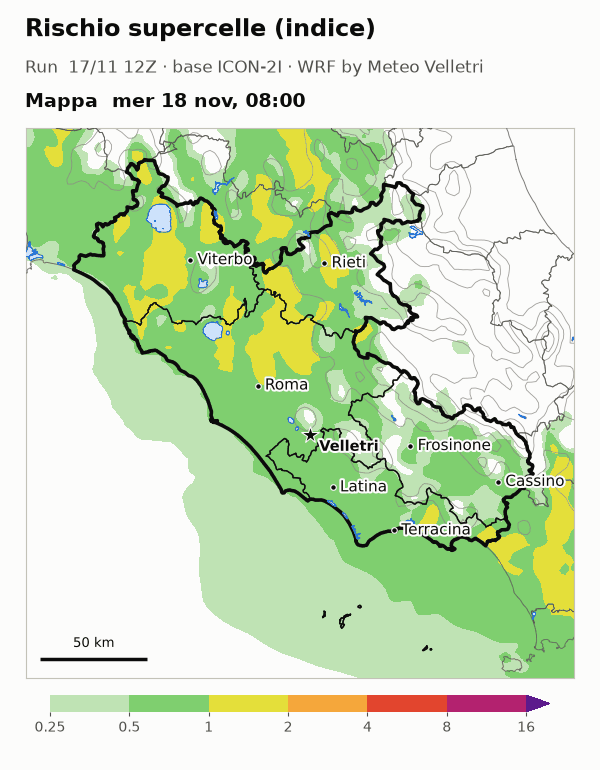 Rischio supercelle (indice)
Run 17/11 12Z · base ICON-2I · WRF by Meteo Velletri
Mappa mer 18 nov, 08:00
Viterbo
Rieti
Roma
Velletri
Frosinone
Latina
Cassino
Terracina
50 km
0.25 0.5 1 2 4 8 16